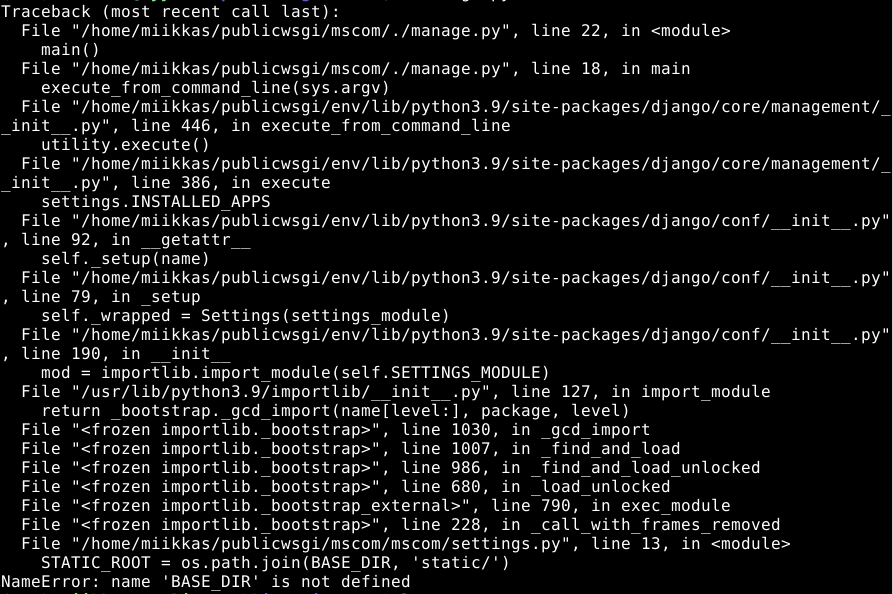 Traceback (most recent call last):
  File "/home/miikkas/publicwsgi/mscom/./manage.py", line 22, in <module>
    main()
  File "/home/miikkas/publicwsgi/mscom/./manage.py", line 18, in main
    execute_from_command_line(sys.argv)
  File "/home/miikkas/publicwsgi/env/lib/python3.9/site-packages/django/core/management/_
_init__.py", line 446, in execute_from_command_line
    utility.execute()
  File "/home/miikkas/publicwsgi/env/lib/python3.9/site-packages/django/core/management/_
_init__.py", line 386, in execute
    settings.INSTALLED_APPS
  File "/home/miikkas/publicwsgi/env/lib/python3.9/site-packages/django/conf/__init__.py"
, line 92, in __getattr__
    self._setup(name)
  File "/home/miikkas/publicwsgi/env/lib/python3.9/site-packages/django/conf/__init__.py"
, line 79, in _setup
    self._wrapped = Settings(settings_module)
  File "/home/miikkas/publicwsgi/env/lib/python3.9/site-packages/django/conf/__init__.py"
, line 190, in __init__
    mod = importlib.import_module(self.SETTINGS_MODULE)
  File "/usr/lib/python3.9/importlib/__init__.py", line 127, in import_module
    return _bootstrap._gcd_import(name[level:], package, level)
  File "<frozen importlib._bootstrap>", line 1030, in _gcd_import
  File "<frozen importlib._bootstrap>", line 1007, in _find_and_load
  File "<frozen importlib._bootstrap>", line 986, in _find_and_load_unlocked
  File "<frozen importlib._bootstrap>", line 680, in _load_unlocked
  File "<frozen importlib._bootstrap_external>", line 790, in exec_module
  File "<frozen importlib._bootstrap>", line 228, in _call_with_frames_removed
  File "/home/miikkas/publicwsgi/mscom/mscom/settings.py", line 13, in <module>
    STATIC_ROOT = os.path.join(BASE_DIR, 'static/')
NameError: name 'BASE_DIR' is not defined